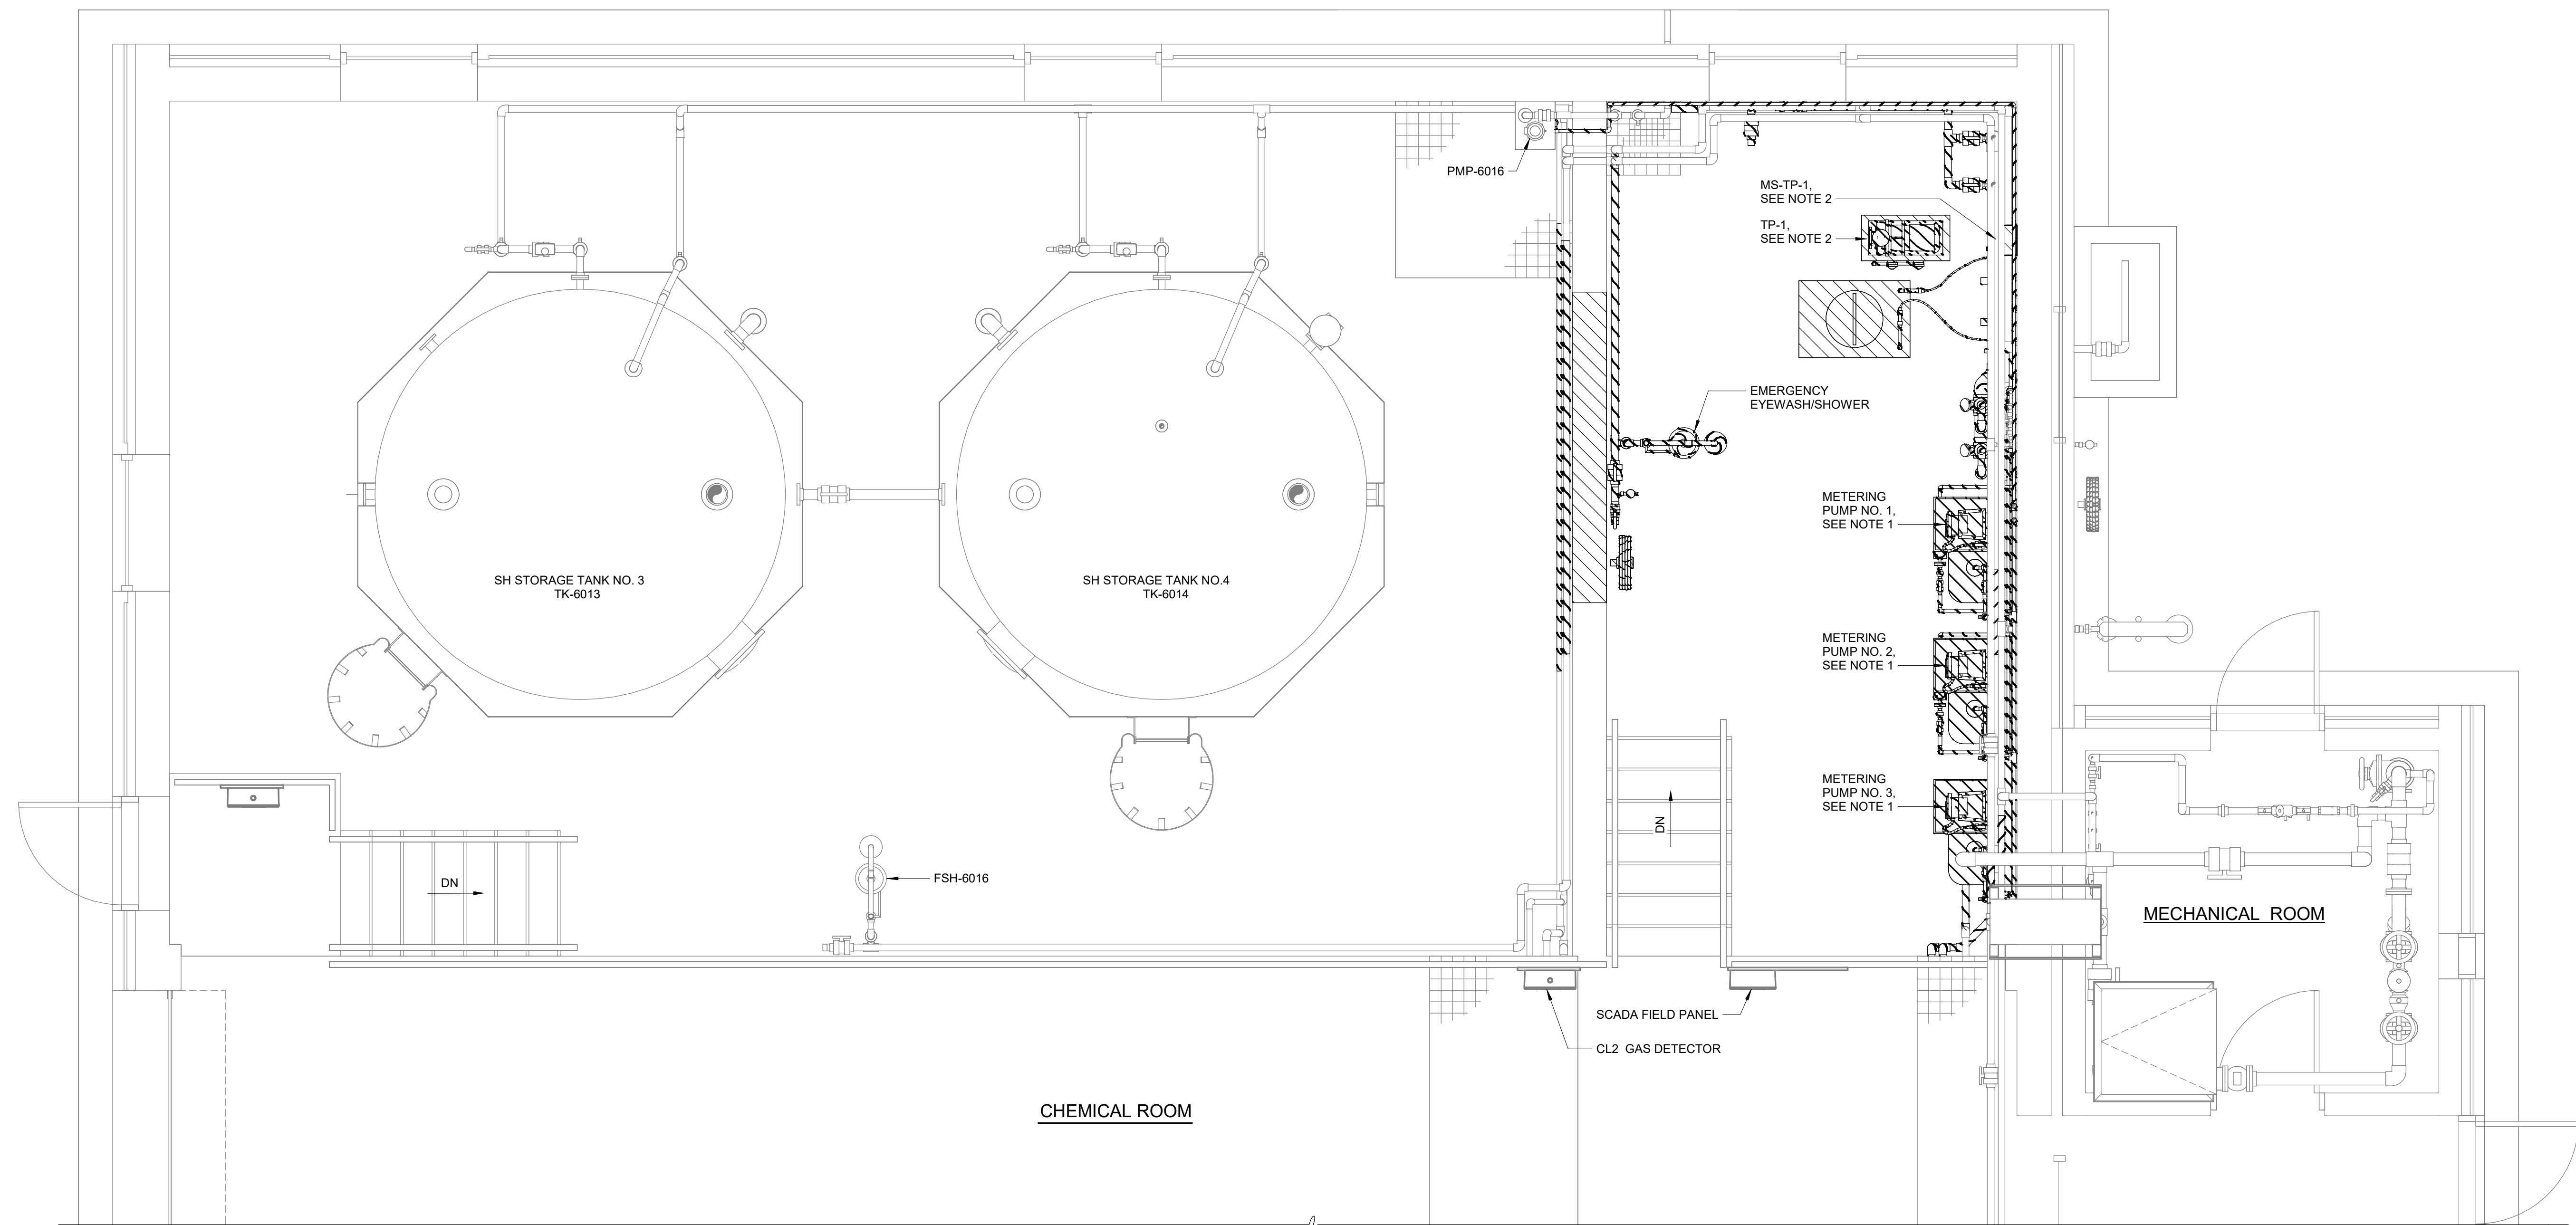 PMP-6016
MS-TP-1,
SEE NOTE 2
TP-1,
SEE NOTE 2
EMERGENCY
EYEWASH/SHOWER
METERING
PUMP NO. 1,
SEE NOTE 1
SH STORAGE TANK NO. 3
TK-6013
SH STORAGE TANK NO.4
TK-6014
METERING
PUMP NO. 2,
SEE NOTE 1
METERING
PUMP NO. 3,
SEE NOTE 1
DN
DN
FSH-6016
MECHANICAL ROOM
SCADA FIELD PANEL
CL2 GAS DETECTOR
CHEMICAL ROOM